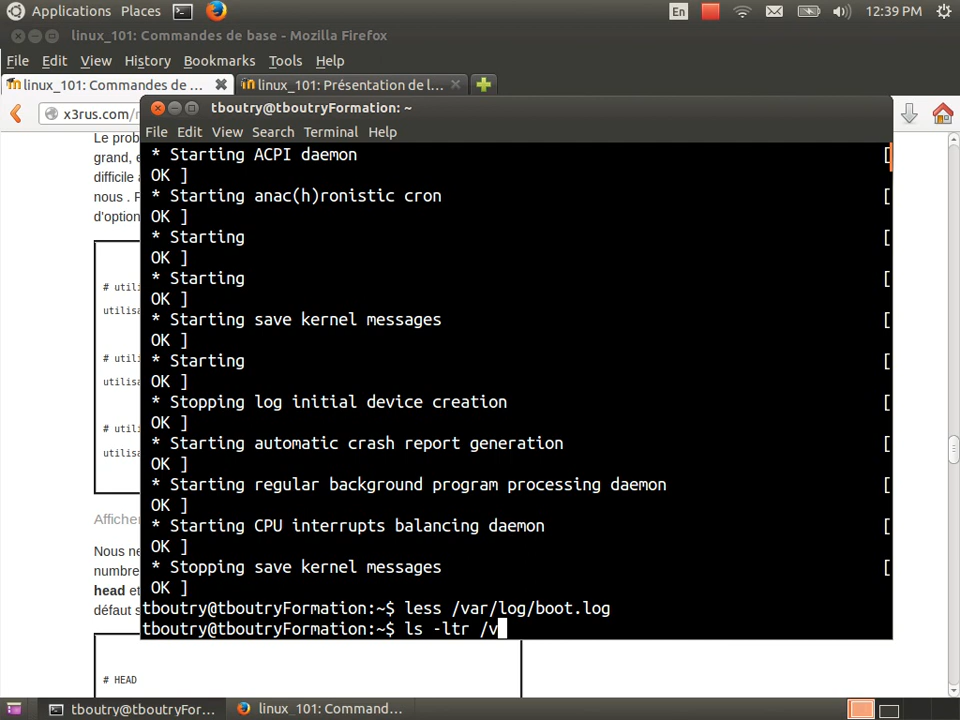 Applications Places En 12:39 PM
linux_101: Commandes de base - Mozilla Firefox
File Edit View History Bookmarks Tools Help
linux_101: Commandes de ... linux_101: Présentation de l...
x3rus.com/
Le prob
grand, e
difficile
nous . P
d'option
# util
utilisa
# util
utilisa
# util
utilisa
Afficher
Nous ne
nombre
head et
défaut s
# HEAD
tboutry@tboutryFormation: ~
File Edit View Search Terminal Help
* Starting ACPI daemon [
OK ]
* Starting anac(h)ronistic cron [
OK ]
* Starting [
OK ]
* Starting [
OK ]
* Starting save kernel messages [
OK ]
* Starting [
OK ]
* Stopping log initial device creation [
OK ]
* Starting automatic crash report generation [
OK ]
* Starting regular background program processing daemon [
OK ]
* Starting CPU interrupts balancing daemon [
OK ]
* Stopping save kernel messages [
OK ]
tboutry@tboutryFormation:~$ less /var/log/boot.log
tboutry@tboutryFormation:~$ ls -ltr /v
tboutry@tboutryFor... linux_101: Command...